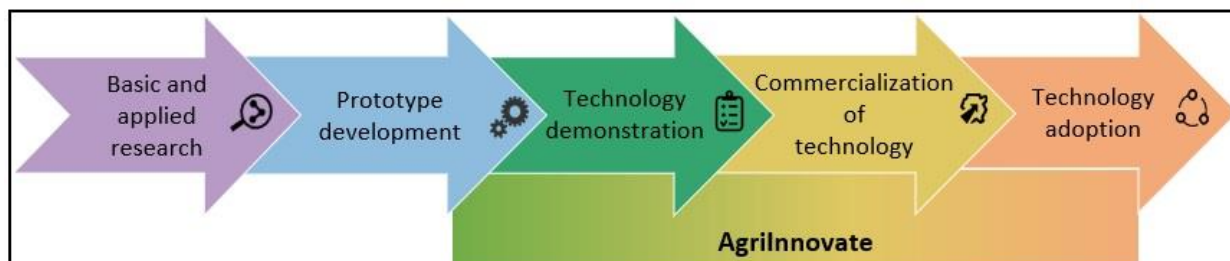 Basic and
applied
research
Prototype
development
Technology
demonstration
Commercialization
of
technology
Technology
adoption
AgriInnovate